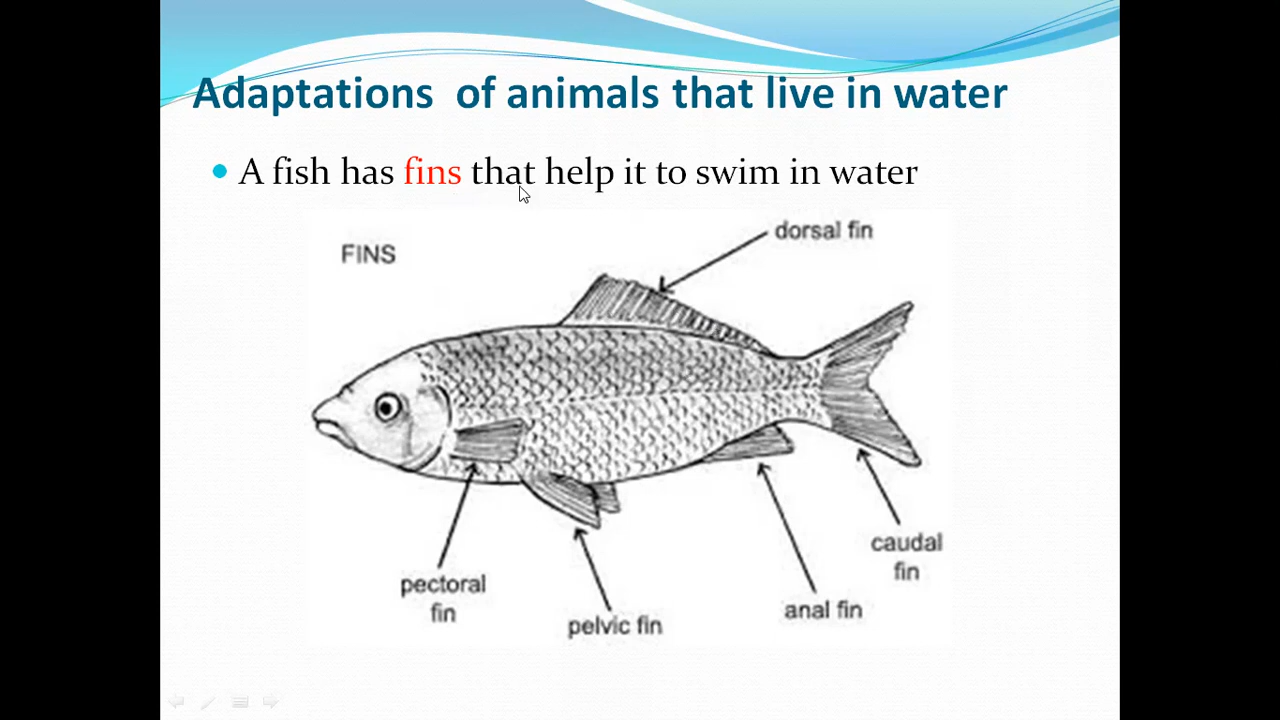 Adaptations of animals that live in water
A fish has fins that help it to swim in water
dorsal fin
FINS
caudal
fin
pectoral
fin
anal fin
pelvic fin